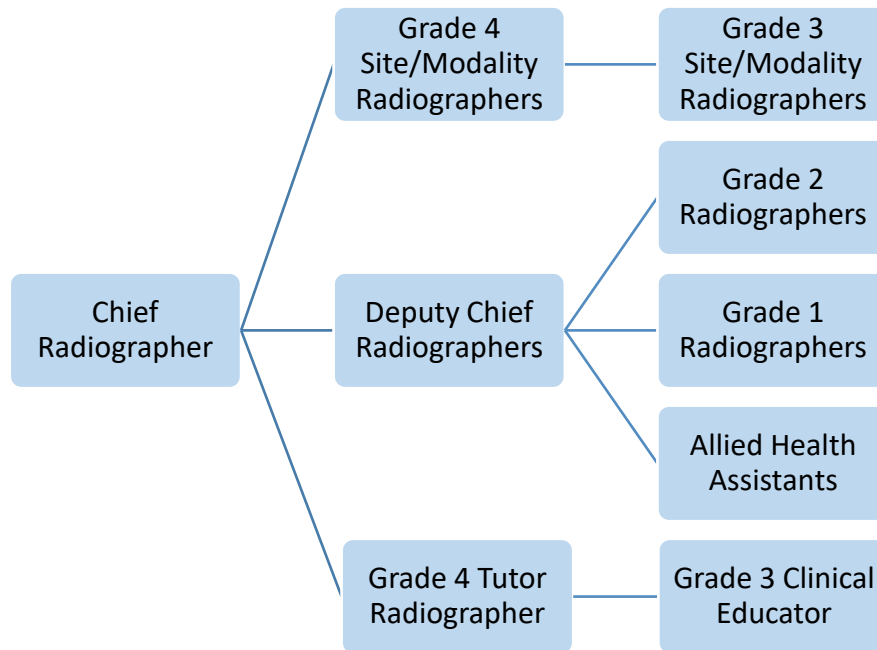 Grade 4
Site/Modality
Radiographers
Grade 3
Site/Modality
Radiographers
Grade 2
Radiographers
Chief
Radiographer
Deputy Chief
Radiographers
Grade 1
Radiographers
Allied Health
Assistants
Grade 4 Tutor
Radiographer
Grade 3 Clinical
Educator